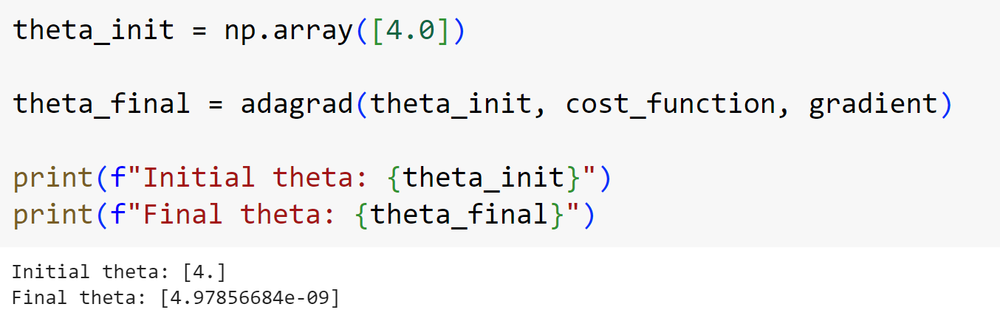 theta_init = np.array([4.0])
theta_final = adagrad(theta_init, cost_function, gradient)
print(f"Initial theta: {theta_init}")
print(f"Final theta: {theta_final}")
Initial theta: [4.]
Final theta: [4.97856684e-09]